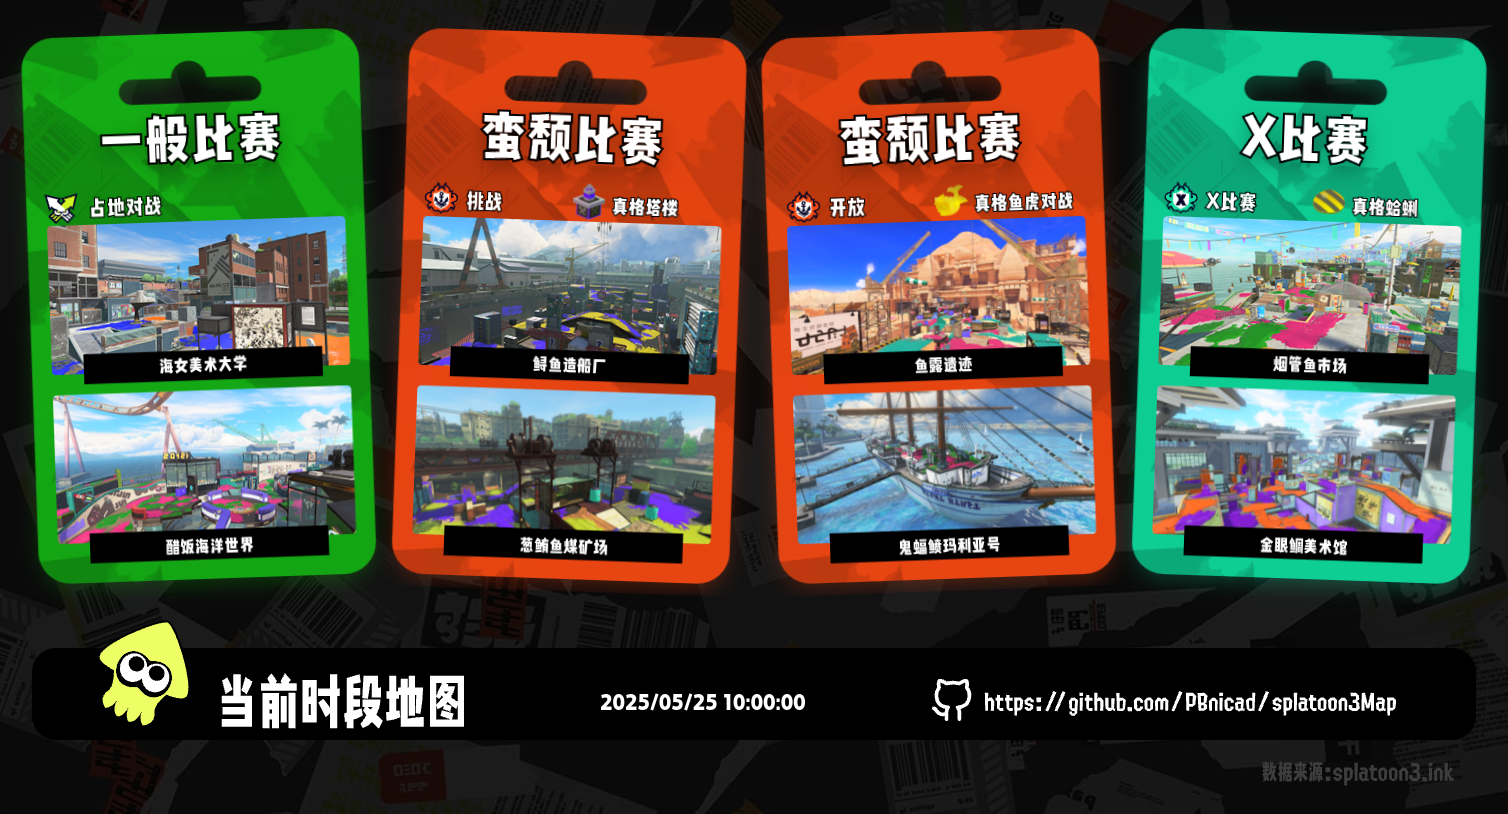 一般比赛
占地对战
海女美术大学
醋饭海洋世界
蛮颓比赛
挑战
真格塔楼
鲟鱼造船厂
葱鲔鱼煤矿场
蛮颓比赛
开放
真格鱼虎对战
鱼露遗迹
鬼蝠鲼玛利亚号
X比赛
X比赛
真格蛤蜊
烟管鱼市场
金眼鲷美术馆
当前时段地图
2025/05/25 10:00:00
https://github.com/PBnicad/splatoon3Map
数据来源:splatoon3.ink